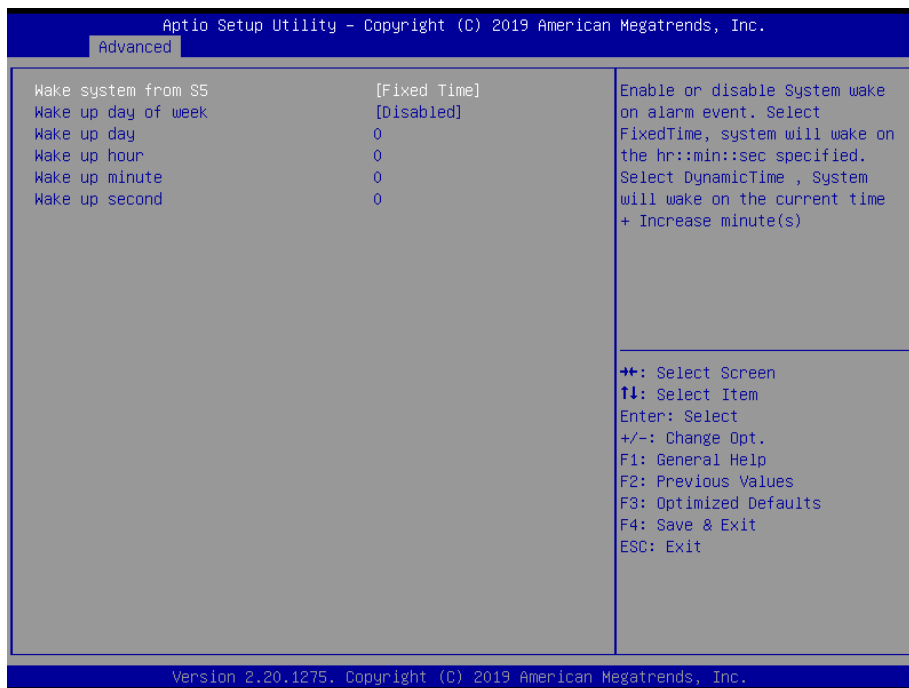 Aptio Setup Utility – Copyright (C) 2019 American Megatrends, Inc.
Advanced
Wake system from S5 [Fixed Time]
Wake up day of week [Disabled]
Wake up day 0
Wake up hour 0
Wake up minute 0
Wake up second 0
Enable or disable System wake
on alarm event. Select
FixedTime, system will wake on
the hr::min::sec specified.
Select DynamicTime , System
will wake on the current time
+ Increase minute(s)
→←: Select Screen
↑↓: Select Item
Enter: Select
+/-: Change Opt.
F1: General Help
F2: Previous Values
F3: Optimized Defaults
F4: Save & Exit
ESC: Exit
Version 2.20.1275. Copyright (C) 2019 American Megatrends, Inc.